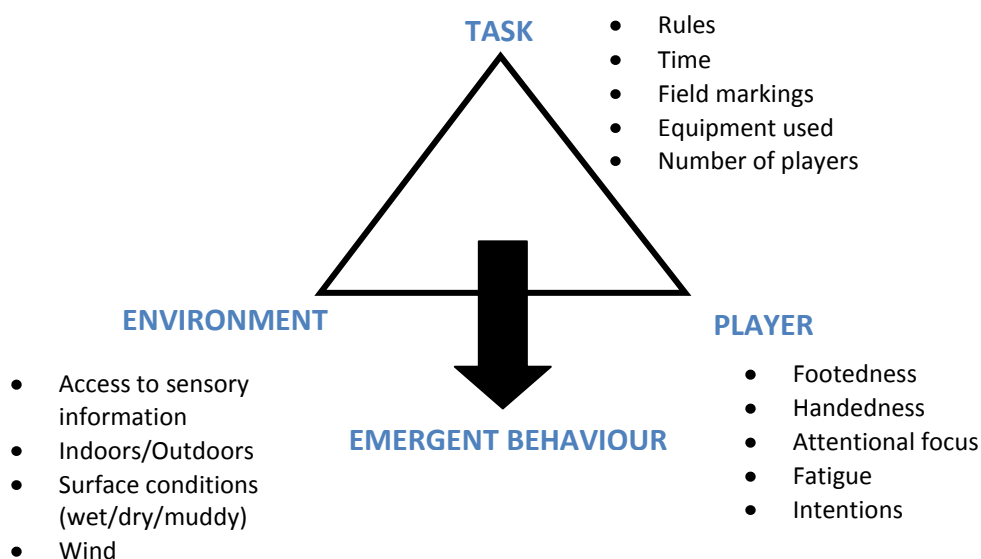 TASK
• Rules
• Time
• Field markings
• Equipment used
• Number of players
ENVIRONMENT
• Access to sensory
information
• Indoors/Outdoors
• Surface conditions
(wet/dry/muddy)
• Wind
PLAYER
• Footedness
• Handedness
• Attentional focus
• Fatigue
• Intentions
EMERGENT BEHAVIOUR